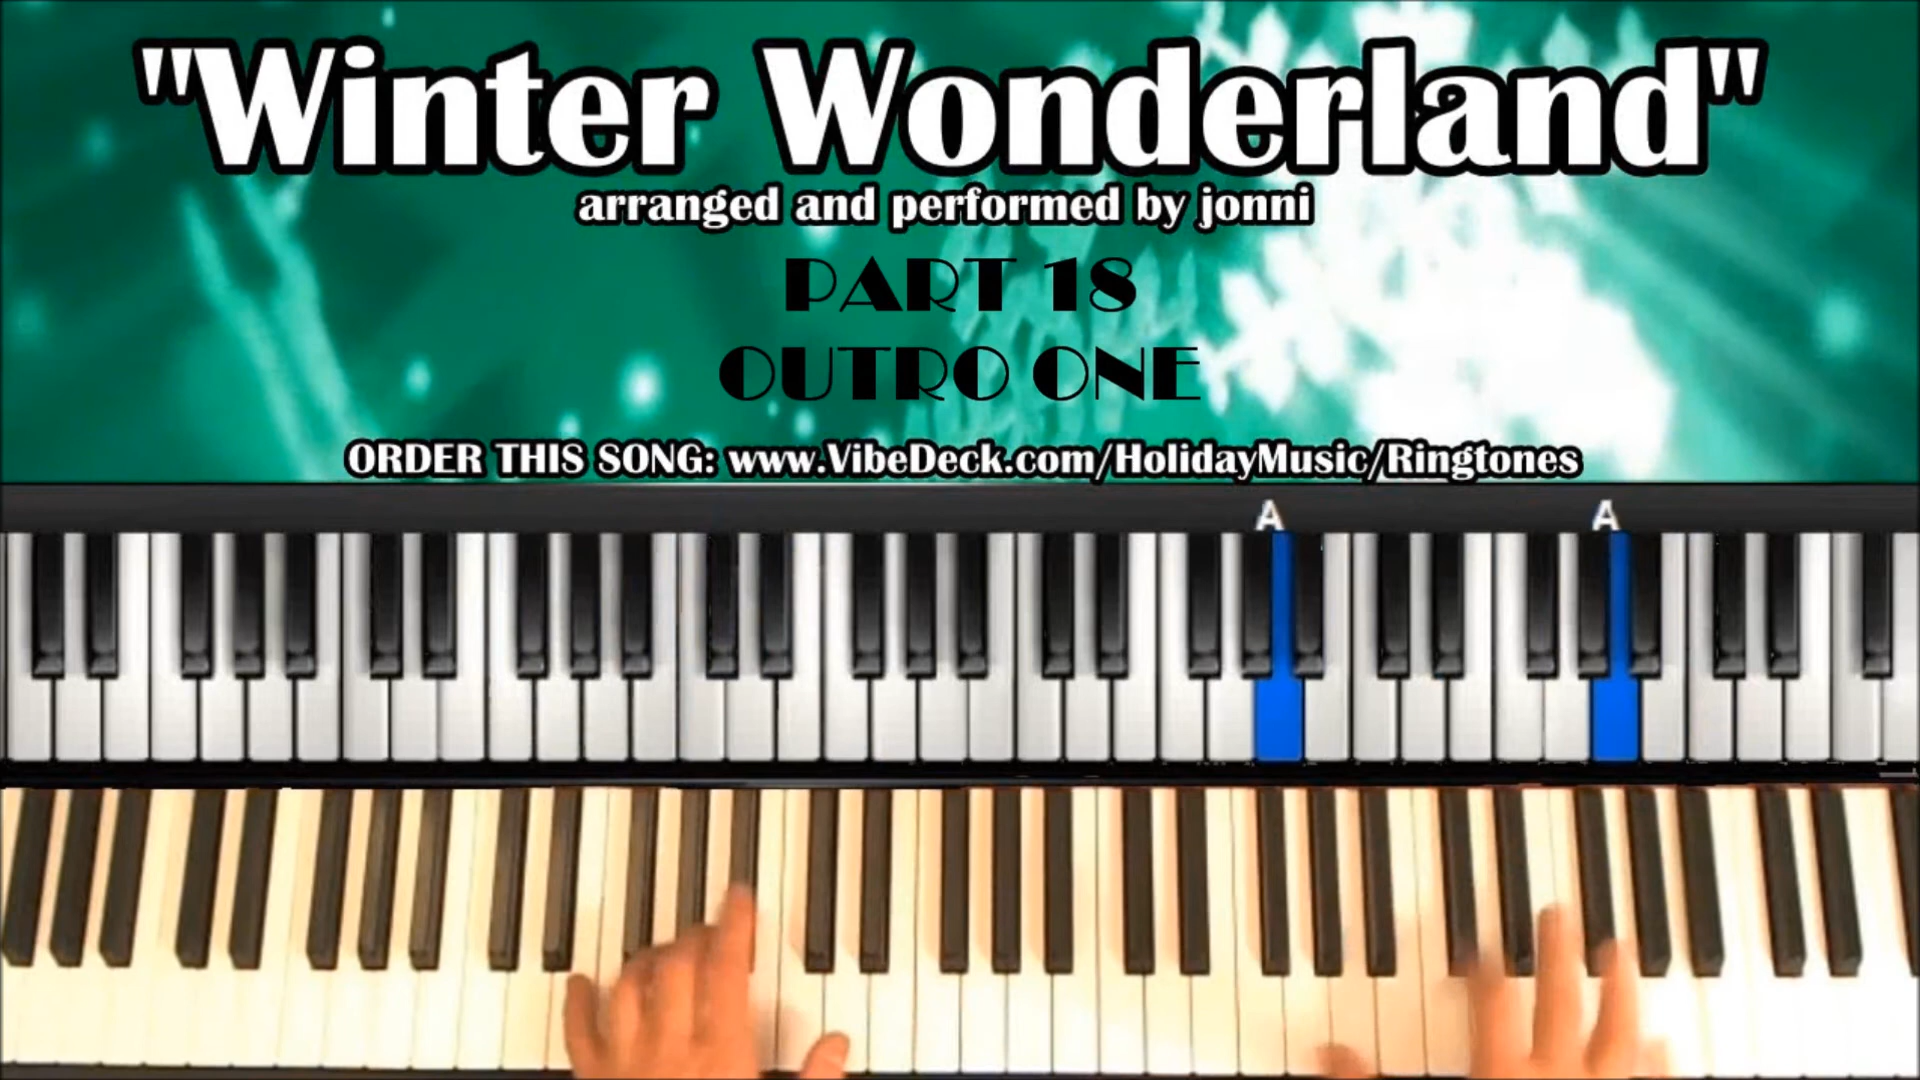 "Winter Wonderland"
arranged and performed by jonni
PART 18
OUTRO ONE
ORDER THIS SONG: www.VibeDeck.com/HolidayMusic/Ringtones
A A